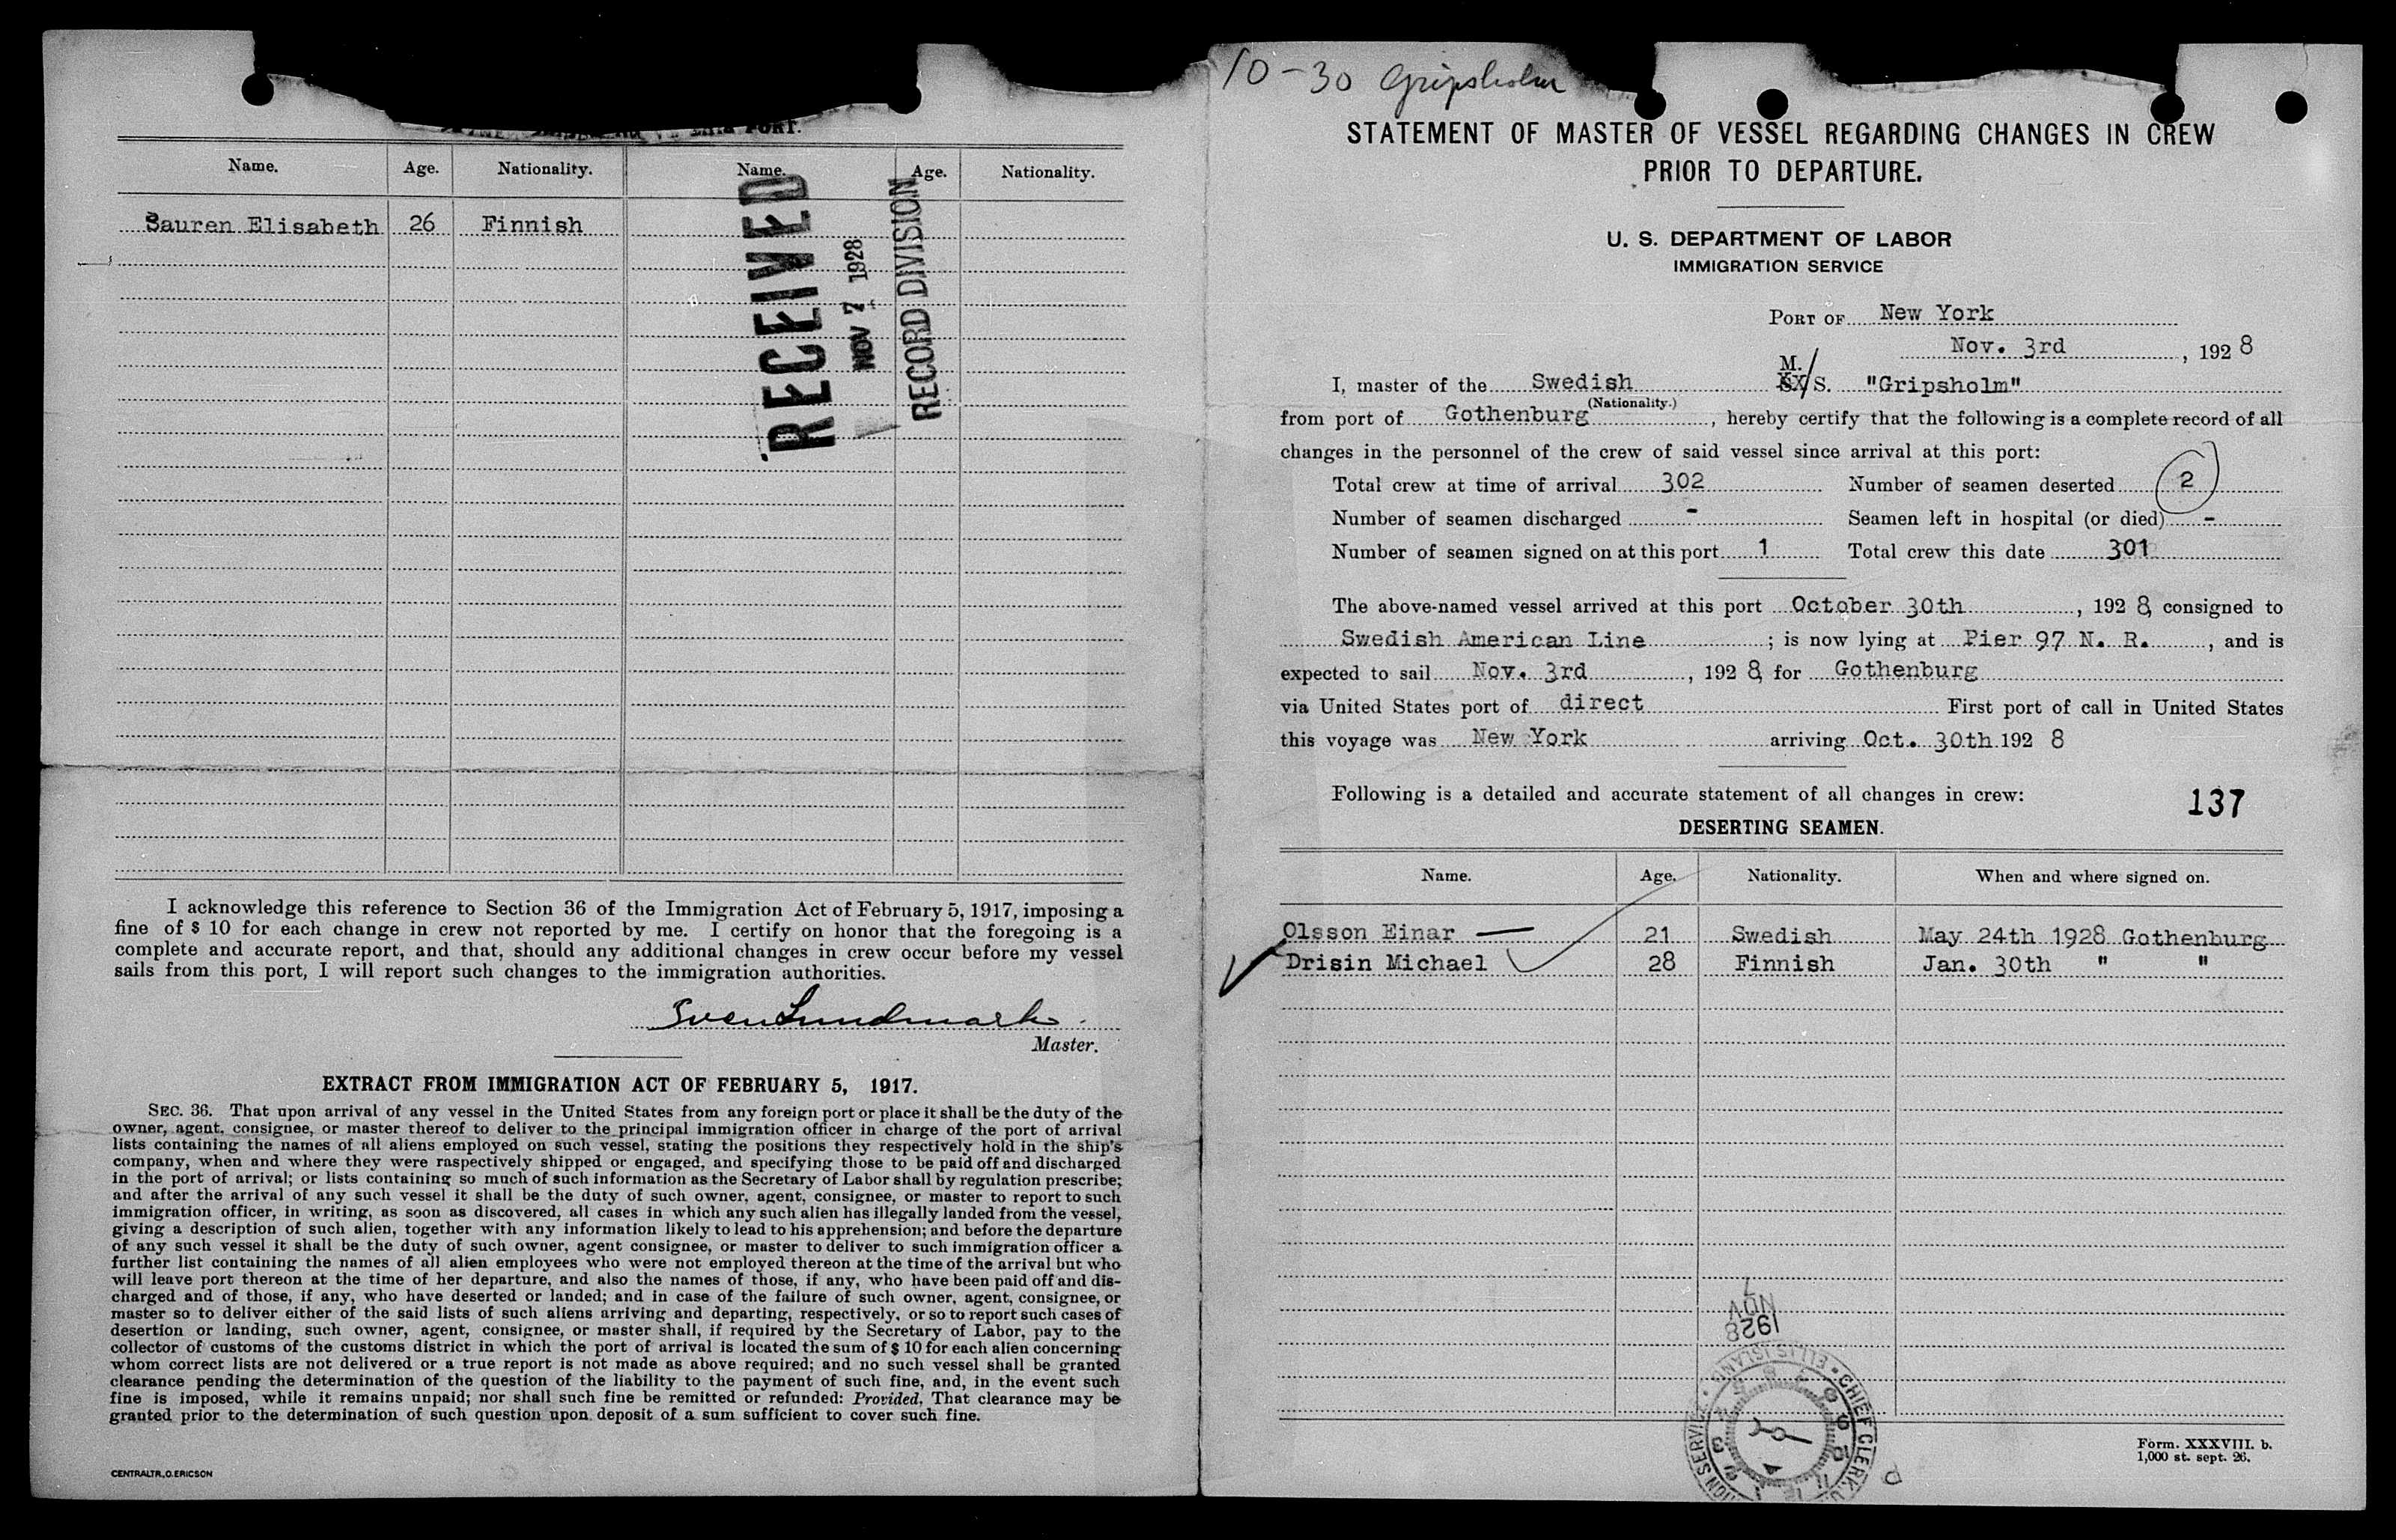 PORT.
Name. Age. Nationality. Name. Age. Nationality.
Sauren Elisabeth 26 Finnish
RECEIVED
NOV 7 1928
RECORD DIVISION
I acknowledge this reference to Section 36 of the Immigration Act of February 5, 1917, imposing a
fine of $ 10 for each change in crew not reported by me. I certify on honor that the foregoing is a
complete and accurate report, and that, should any additional changes in crew occur before my vessel
sails from this port, I will report such changes to the immigration authorities.
Sven Lundmark.
Master.
EXTRACT FROM IMMIGRATION ACT OF FEBRUARY 5, 1917.
SEC. 36. That upon arrival of any vessel in the United States from any foreign port or place it shall be the duty of the
owner, agent, consignee, or master thereof to deliver to the principal immigration officer in charge of the port of arrival
lists containing the names of all aliens employed on such vessel, stating the positions they respectively hold in the ship's
company, when and where they were raspectively shipped or engaged, and specifying those to be paid off and discharged
in the port of arrival; or lists containing so much of such information as the Secretary of Labor shall by regulation prescribe;
and after the arrival of any such vessel it shall be the duty of such owner, agent, consignee, or master to report to such
immigration officer, in writing, as soon as discovered, all cases in which any such alien has illegally landed from the vessel,
giving a description of such alien, together with any information likely to lead to his apprehension; and before the departure
of any such vessel it shall be the duty of such owner, agent consignee, or master to deliver to such immigration officer a
further list containing the names of all alien employees who were not employed thereon at the time of the arrival but who
will leave port thereon at the time of her departure, and also the names of those, if any, who have been paid off and dis-
charged and of those, if any, who have deserted or landed; and in case of the failure of such owner, agent, consignee, or
master so to deliver either of the said lists of such aliens arriving and departing, respectively, or so to report such cases of
desertion or landing, such owner, agent, consignee, or master shall, if required by the Secretary of Labor, pay to the
collector of customs of the customs district in which the port of arrival is located the sum of $ 10 for each alien concerning
whom correct lists are not delivered or a true report is not made as above required; and no such vessel shall be granted
clearance pending the determination of the question of the liability to the payment of such fine, and, in the event such
fine is imposed, while it remains unpaid; nor shall such fine be remitted or refunded: Provided, That clearance may be
granted prior to the determination of such question upon deposit of a sum sufficient to cover such fine.
CENTRALTR., O. ERICSON
10-30 Gripsholm
STATEMENT OF MASTER OF VESSEL REGARDING CHANGES IN CREW
PRIOR TO DEPARTURE.
U. S. DEPARTMENT OF LABOR
IMMIGRATION SERVICE
PORT OF New York
Nov. 3rd, 1928
I, master of the Swedish M./S. "Gripsholm"
(Nationality.)
from port of Gothenburg, hereby certify that the following is a complete record of all
changes in the personnel of the crew of said vessel since arrival at this port:
Total crew at time of arrival 302 Number of seamen deserted 2
Number of seamen discharged - Seamen left in hospital (or died) -
Number of seamen signed on at this port 1 Total crew this date 301
The above-named vessel arrived at this port October 30th, 1928, consigned to
Swedish American Line; is now lying at Pier 97 N. R., and is
expected to sail Nov. 3rd, 1928, for Gothenburg
via United States port of direct First port of call in United States
this voyage was New York arriving Oct. 30th 1928
Following is a detailed and accurate statement of all changes in crew:
137
DESERTING SEAMEN.
Name. Age. Nationality. When and where signed on.
Olsson Einar — 21 Swedish May 24th 1928 Gothenburg
Drisin Michael 28 Finnish Jan. 30th " "
NOV 7
1928
ELLIS ISLAND
CHIEF CLERK
Form. XXXVIII. b.
1,000 st. sept. 26.